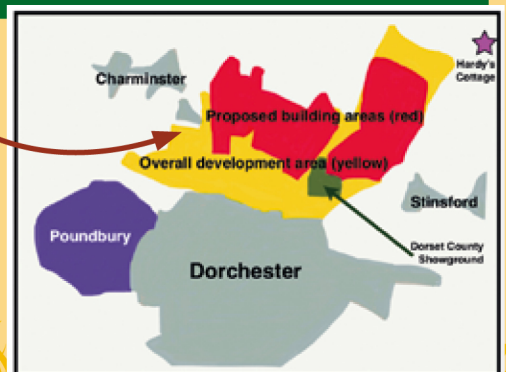 Hardy's
Cottage
Charminster
Proposed building areas (red)
Overall development area (yellow)
Stinsford
Poundbury
Dorset County
Showground
Dorchester